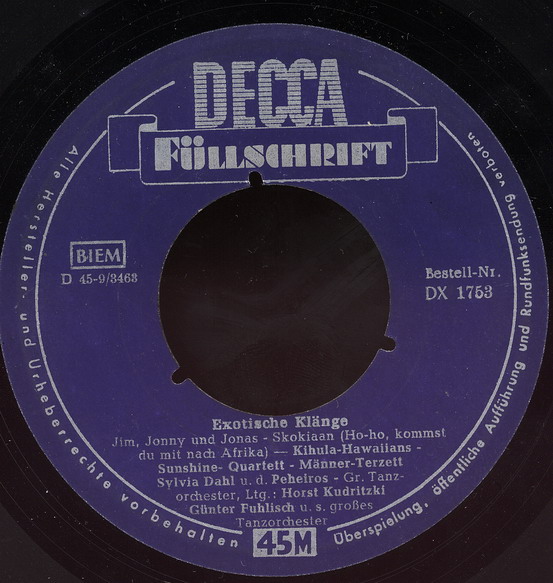 DECCA
FÜLLSCHRIFT
Alle Hersteller- und Urheberrechte vorbehalten
Überspielung, öffentliche Aufführung und Rundfunksendung verboten
BIEM
D 45-9/3463
Bestell-Nr.
DX 1753
Exotische Klänge
Jim, Jonny und Jonas - Skokiaan (Ho-ho, kommst
du mit nach Afrika) — Kihula-Hawaiians -
Sunshine- Quartett - Männer-Terzett
Sylvia Dahl u. d. Peheiros - Gr. Tanz-
orchester, Ltg.: Horst Kudritzki
Günter Fuhlisch u. s. großes
Tanzorchester
45M